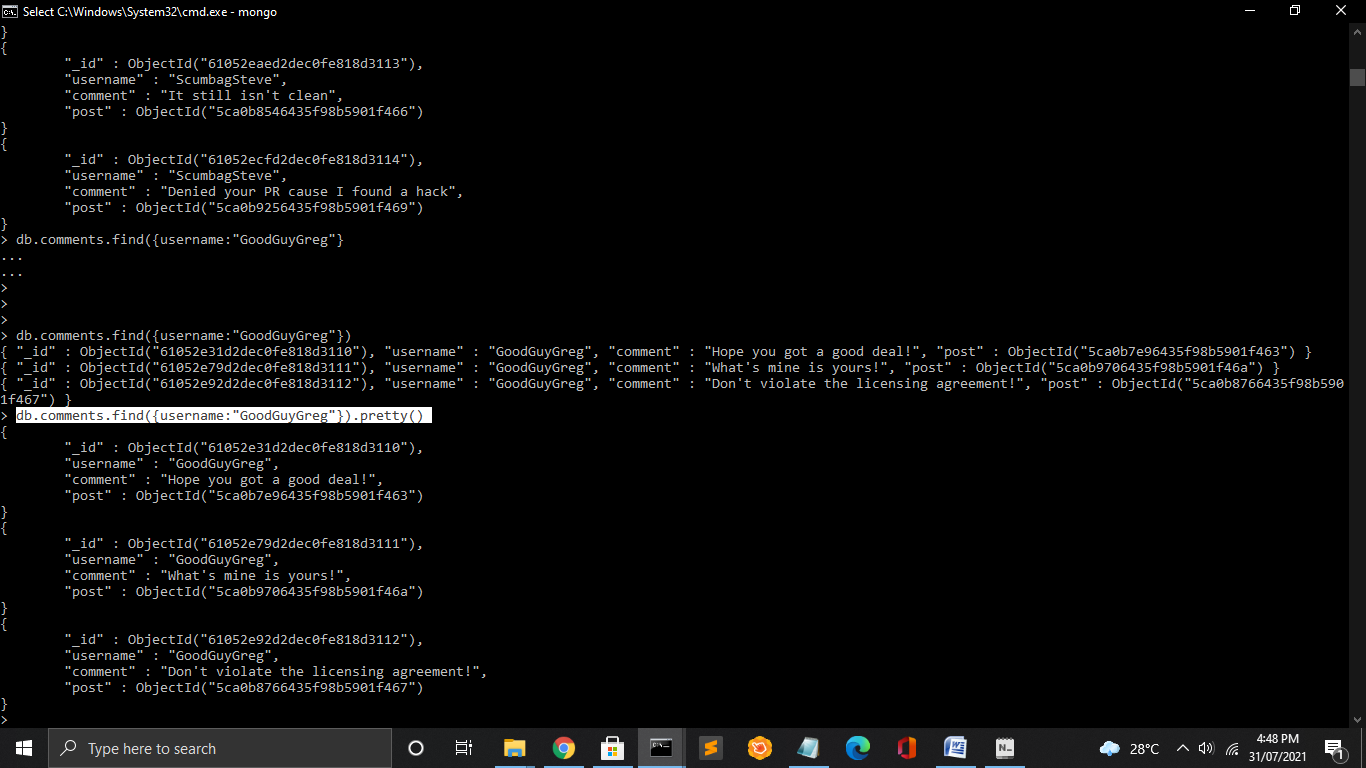 Select C:\Windows\System32\cmd.exe - mongo
}
{
"_id" : ObjectId("61052eaed2dec0fe818d3113"),
"username" : "ScumbagSteve",
"comment" : "It still isn't clean",
"post" : ObjectId("5ca0b8546435f98b5901f466")
}
{
"_id" : ObjectId("61052ecfd2dec0fe818d3114"),
"username" : "ScumbagSteve",
"comment" : "Denied your PR cause I found a hack",
"post" : ObjectId("5ca0b9256435f98b5901f469")
}
> db.comments.find({username:"GoodGuyGreg"}
...
...
>
>
>
> db.comments.find({username:"GoodGuyGreg"})
{ "_id" : ObjectId("61052e31d2dec0fe818d3110"), "username" : "GoodGuyGreg", "comment" : "Hope you got a good deal!", "post" : ObjectId("5ca0b7e96435f98b5901f463") }
{ "_id" : ObjectId("61052e79d2dec0fe818d3111"), "username" : "GoodGuyGreg", "comment" : "What's mine is yours!", "post" : ObjectId("5ca0b9706435f98b5901f46a") }
{ "_id" : ObjectId("61052e92d2dec0fe818d3112"), "username" : "GoodGuyGreg", "comment" : "Don't violate the licensing agreement!", "post" : ObjectId("5ca0b8766435f98b590
1f467") }
> db.comments.find({username:"GoodGuyGreg"}).pretty()
{
"_id" : ObjectId("61052e31d2dec0fe818d3110"),
"username" : "GoodGuyGreg",
"comment" : "Hope you got a good deal!",
"post" : ObjectId("5ca0b7e96435f98b5901f463")
}
{
"_id" : ObjectId("61052e79d2dec0fe818d3111"),
"username" : "GoodGuyGreg",
"comment" : "What's mine is yours!",
"post" : ObjectId("5ca0b9706435f98b5901f46a")
}
{
"_id" : ObjectId("61052e92d2dec0fe818d3112"),
"username" : "GoodGuyGreg",
"comment" : "Don't violate the licensing agreement!",
"post" : ObjectId("5ca0b8766435f98b5901f467")
}
>
Type here to search
28°C
4:48 PM
31/07/2021
1